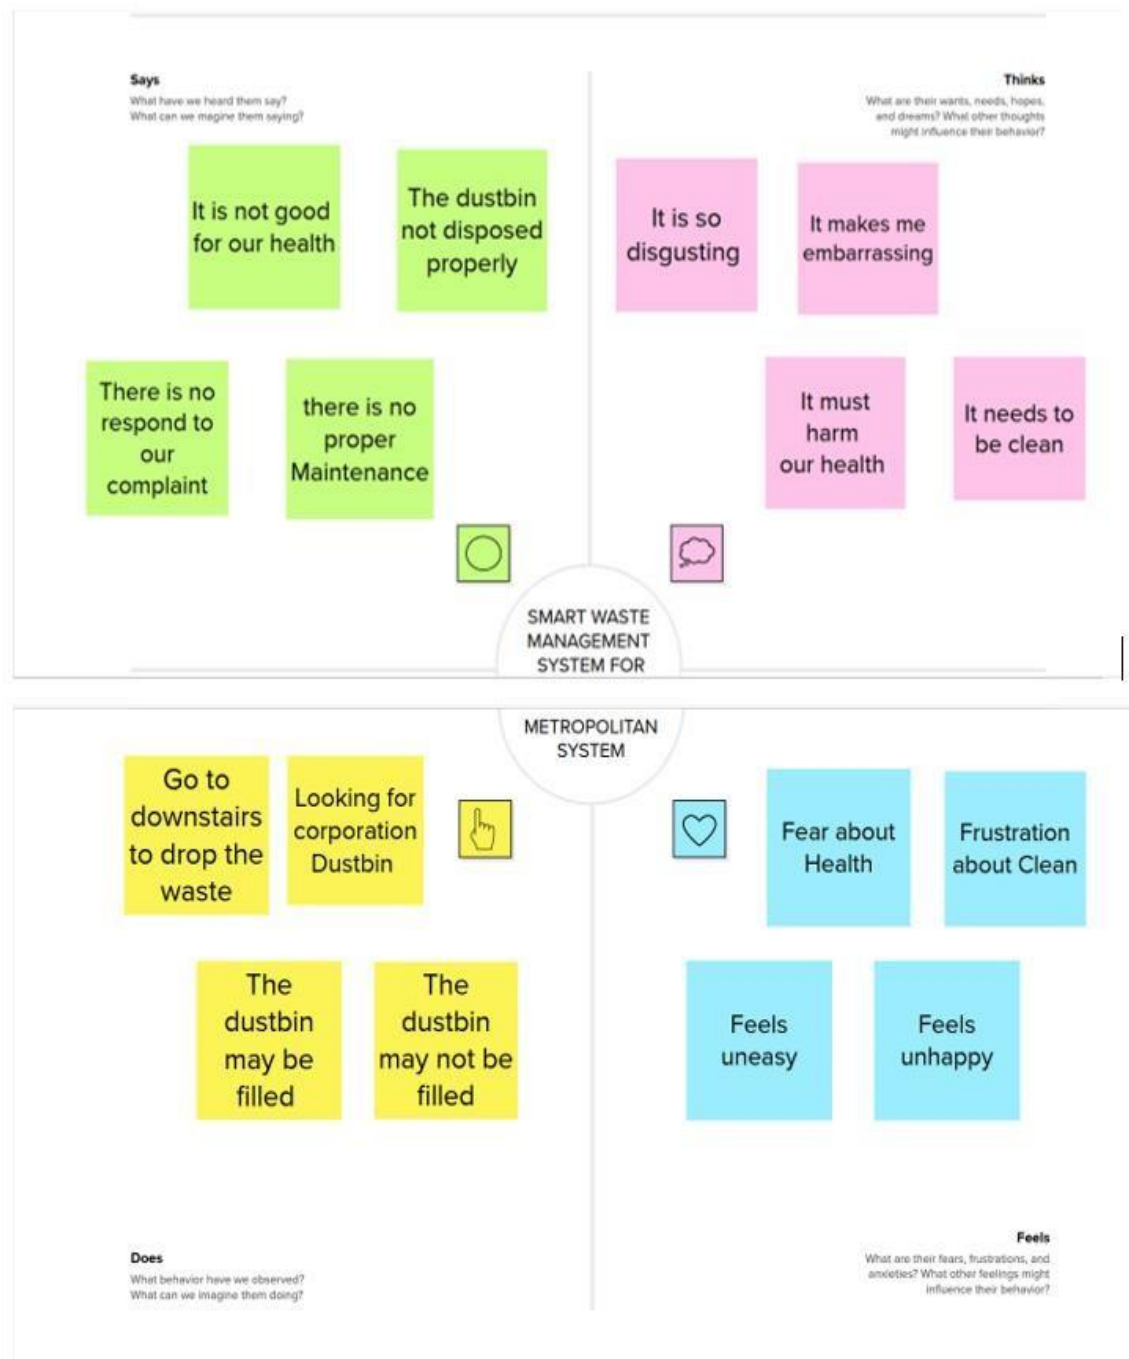 Says
What have we heard them say?
What can we magine them saying?
Thinks
What are their wants, needs, hopes,
and dreams? What other thoughts
might influence their behavior?
It is not good
for our health
The dustbin
not disposed
properly
It is so
disgusting
It makes me
embarrassing
There is no
respond to
our
complaint
there is no
proper
Maintenance
It must
harm
our health
It needs to
be clean
SMART WASTE
MANAGEMENT
SYSTEM FOR
METROPOLITAN
SYSTEM
Go to
downstairs
to drop the
waste
Looking for
corporation
Dustbin
Fear about
Health
Frustration
about Clean
The
dustbin
may be
filled
The
dustbin
may not be
filled
Feels
uneasy
Feels
unhappy
Does
What behavior have we observed?
What can we imagine them doing?
Feels
What are their fears, frustrations, and
anxieties? What other feelings might
influence their behavior?